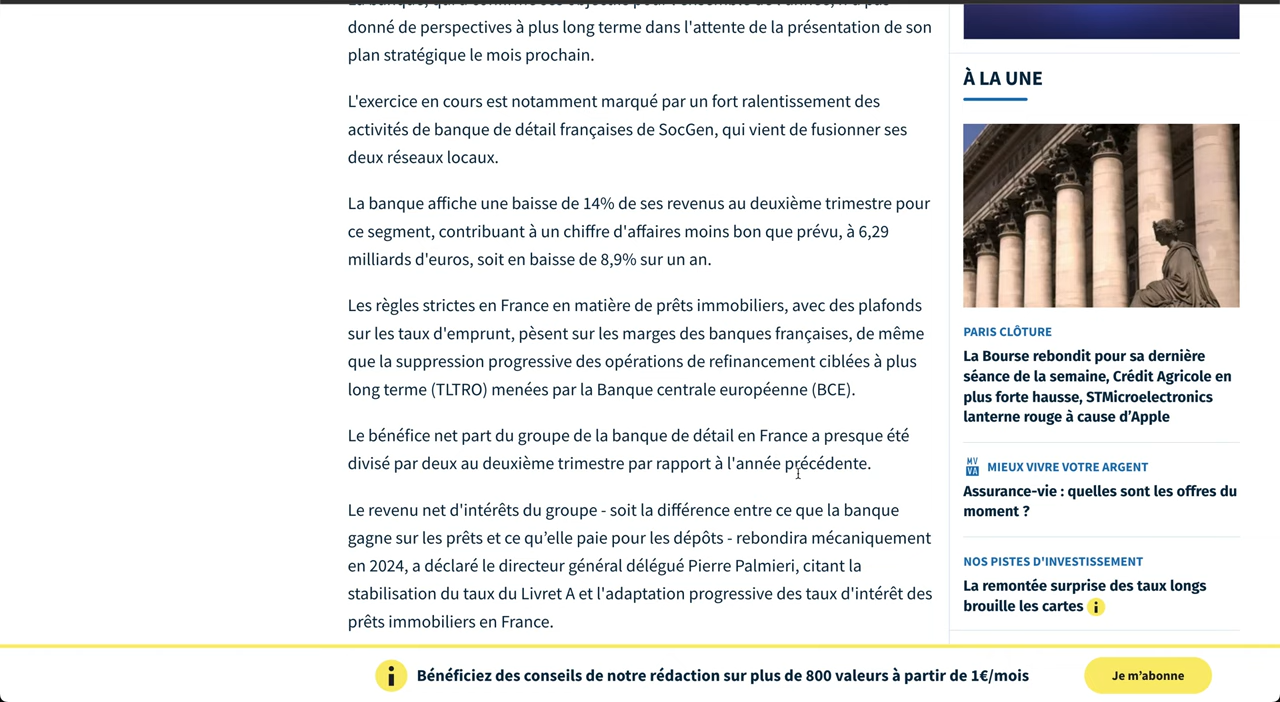 donné de perspectives à plus long terme dans l'attente de la présentation de son
plan stratégique le mois prochain.
L'exercice en cours est notamment marqué par un fort ralentissement des
activités de banque de détail françaises de SocGen, qui vient de fusionner ses
deux réseaux locaux.
La banque affiche une baisse de 14% de ses revenus au deuxième trimestre pour
ce segment, contribuant à un chiffre d'affaires moins bon que prévu, à 6,29
milliards d'euros, soit en baisse de 8,9% sur un an.
Les règles strictes en France en matière de prêts immobiliers, avec des plafonds
sur les taux d'emprunt, pèsent sur les marges des banques françaises, de même
que la suppression progressive des opérations de refinancement ciblées à plus
long terme (TLTRO) menées par la Banque centrale européenne (BCE).
Le bénéfice net part du groupe de la banque de détail en France a presque été
divisé par deux au deuxième trimestre par rapport à l'année précédente.
Le revenu net d'intérêts du groupe - soit la différence entre ce que la banque
gagne sur les prêts et ce qu’elle paie pour les dépôts - rebondira mécaniquement
en 2024, a déclaré le directeur général délégué Pierre Palmieri, citant la
stabilisation du taux du Livret A et l'adaptation progressive des taux d'intérêt des
prêts immobiliers en France.
À LA UNE
PARIS CLÔTURE
La Bourse rebondit pour sa dernière
séance de la semaine, Crédit Agricole en
plus forte hausse, STMicroelectronics
lanterne rouge à cause d’Apple
MV
VA
MIEUX VIVRE VOTRE ARGENT
Assurance-vie : quelles sont les offres du
moment ?
NOS PISTES D'INVESTISSEMENT
La remontée surprise des taux longs
brouille les cartes i
i Bénéficiez des conseils de notre rédaction sur plus de 800 valeurs à partir de 1€/mois
Je m’abonne